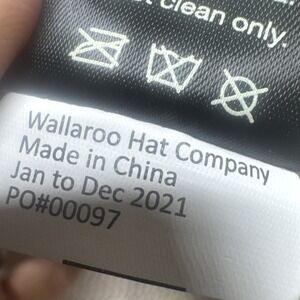 clean only.
Wallaroo Hat Company
Made in China
Jan to Dec 2021
PO#00097